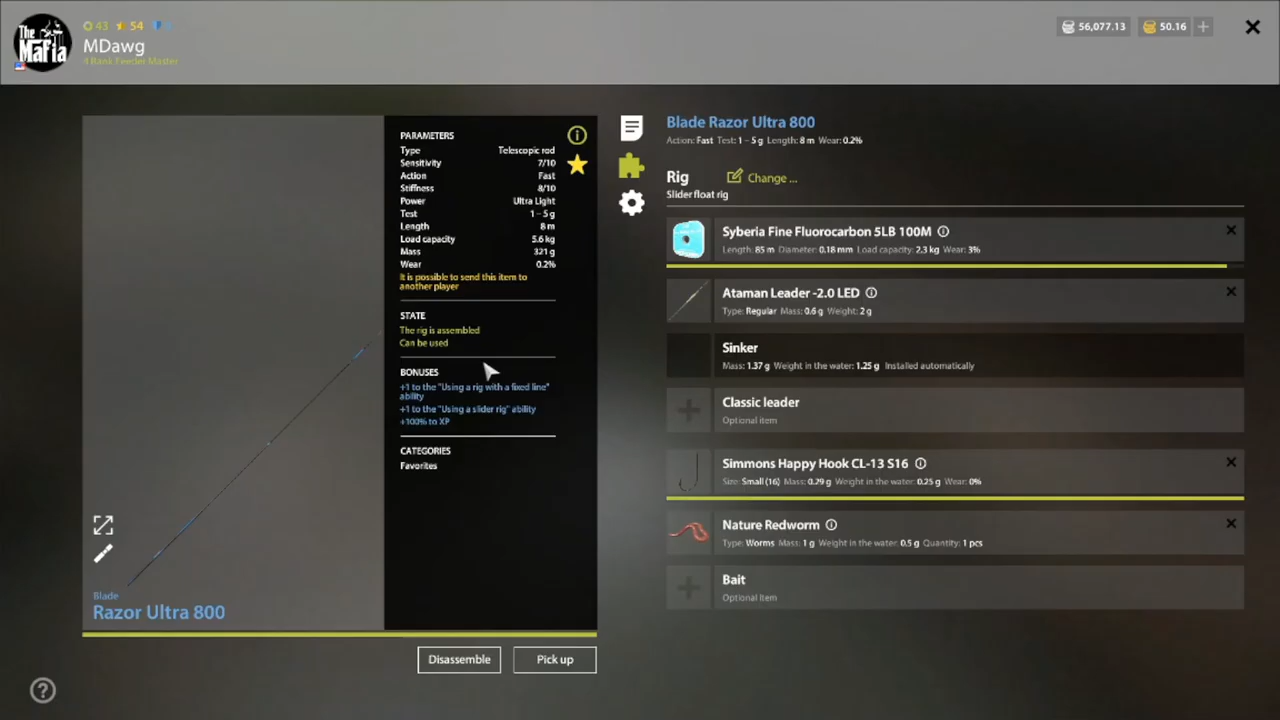 The
Mafia
43 54
MDawg
Bank Feeder Master
56,077.13 50.16
PARAMETERS
Type Telescopic rod
Sensitivity 7/10
Action Fast
Stiffness 8/10
Power Ultra Light
Test 1 – 5 g
Length 8 m
Load capacity 5.6 kg
Mass 321 g
Wear 0.2%
It is possible to send this item to
another player
STATE
The rig is assembled
Can be used
BONUSES
+1 to the "Using a rig with a fixed line"
ability
+1 to the "Using a slider rig" ability
+100% to XP
CATEGORIES
Favorites
Blade
Razor Ultra 800
Disassemble Pick up
Blade Razor Ultra 800
Action: Fast Test: 1 – 5 g Length: 8 m Wear: 0.2%
Rig Change ...
Slider float rig
Syberia Fine Fluorocarbon 5LB 100M
Length: 85 m Diameter: 0.18 mm Load capacity: 2.3 kg Wear: 3%
Ataman Leader -2.0 LED
Type: Regular Mass: 0.6 g Weight: 2 g
Sinker
Mass: 1.37 g Weight in the water: 1.25 g Installed automatically
Classic leader
Optional item
Simmons Happy Hook CL-13 S16
Size: Small (16) Mass: 0.29 g Weight in the water: 0.25 g Wear: 0%
Nature Redworm
Type: Worms Mass: 1 g Weight in the water: 0.5 g Quantity: 1 pcs
Bait
Optional item
?